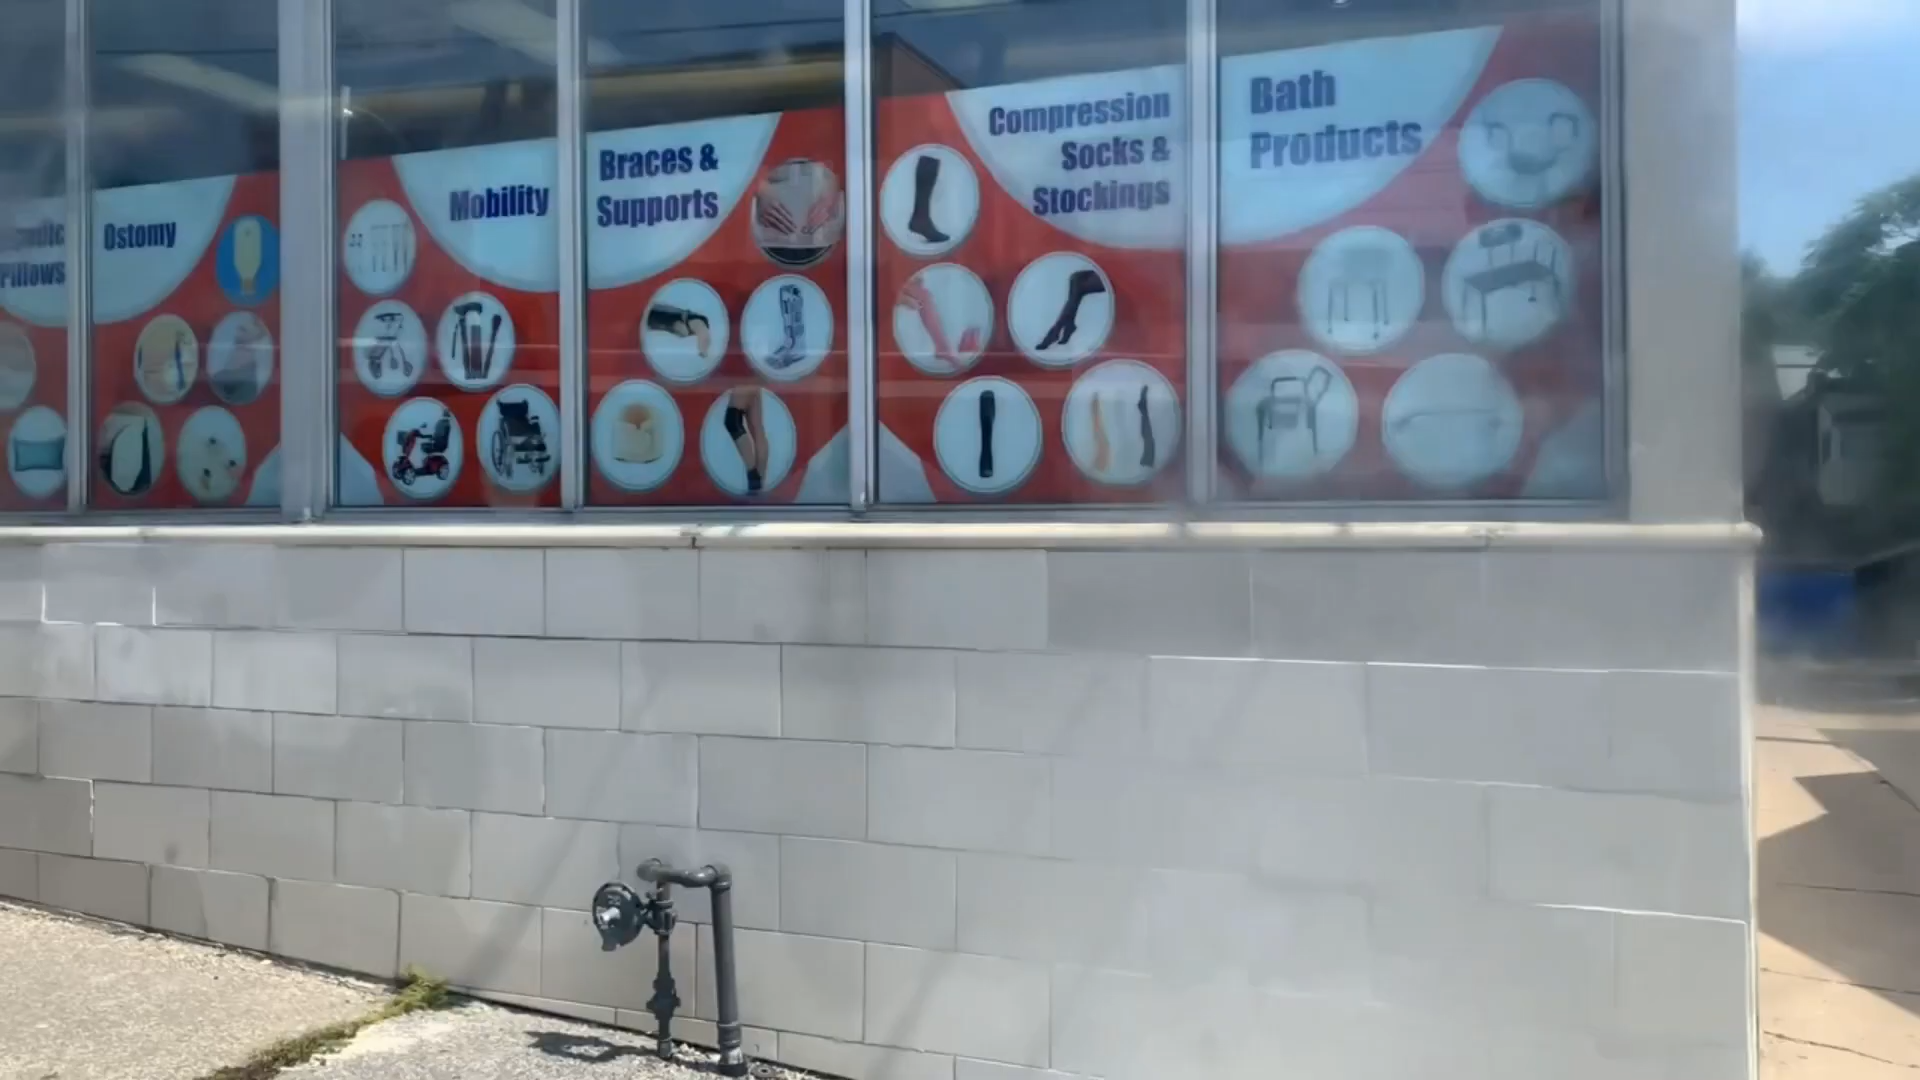 Pillows
Ostomy
Mobility
Braces &
Supports
Compression
Socks &
Stockings
Bath
Products